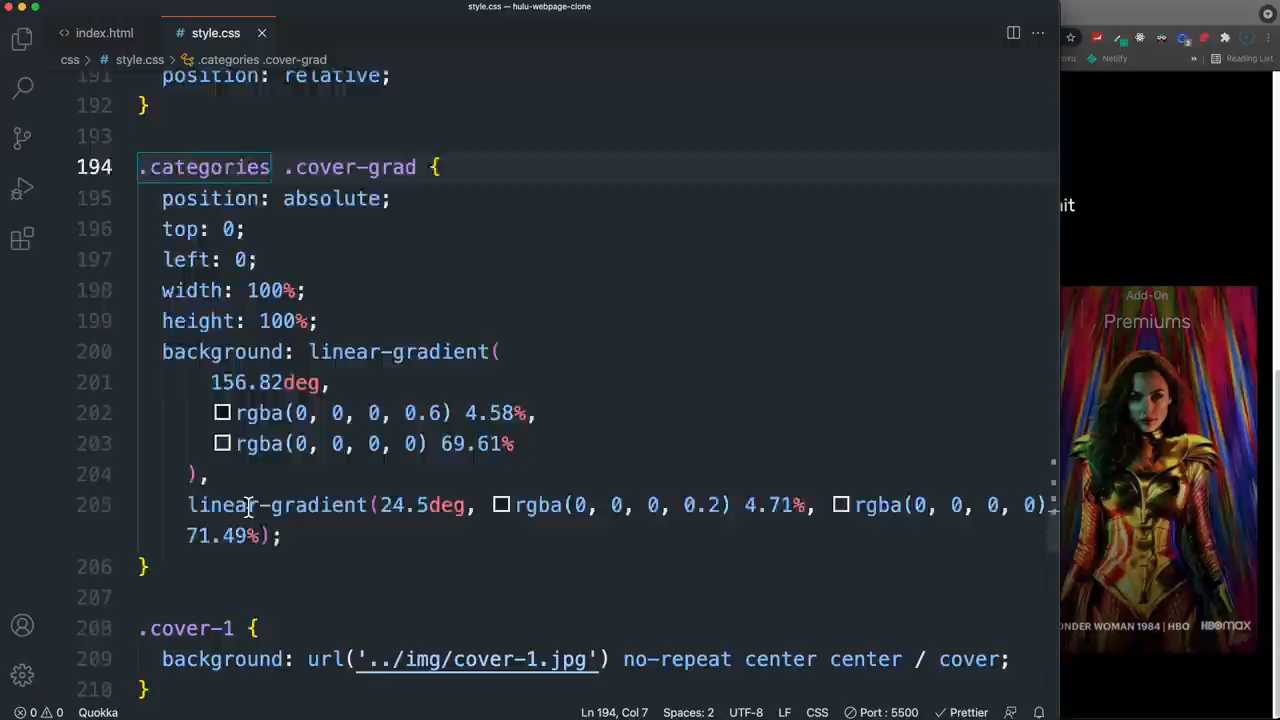 style.css — hulu-webpage-clone
index.html
# style.css
css > # style.css > .categories .cover-grad
roku
Netlify
»
Reading List
191 position: relative;
192 }
193
194 .categories .cover-grad {
195 position: absolute;
196 top: 0;
197 left: 0;
198 width: 100%;
199 height: 100%;
200 background: linear-gradient(
201 156.82deg,
202 rgba(0, 0, 0, 0.6) 4.58%,
203 rgba(0, 0, 0, 0) 69.61%
204 ),
205 linear-gradient(24.5deg, rgba(0, 0, 0, 0.2) 4.71%, rgba(0, 0, 0, 0)
71.49%);
206 }
207
208 .cover-1 {
209 background: url('../img/cover-1.jpg') no-repeat center center / cover;
210 }
it
Add-On
Premiums
ONDER WOMAN 1984 | HBO
HBOMAX
0 0 Quokka Ln 194, Col 7 Spaces: 2 UTF-8 LF CSS Port : 5500 Prettier